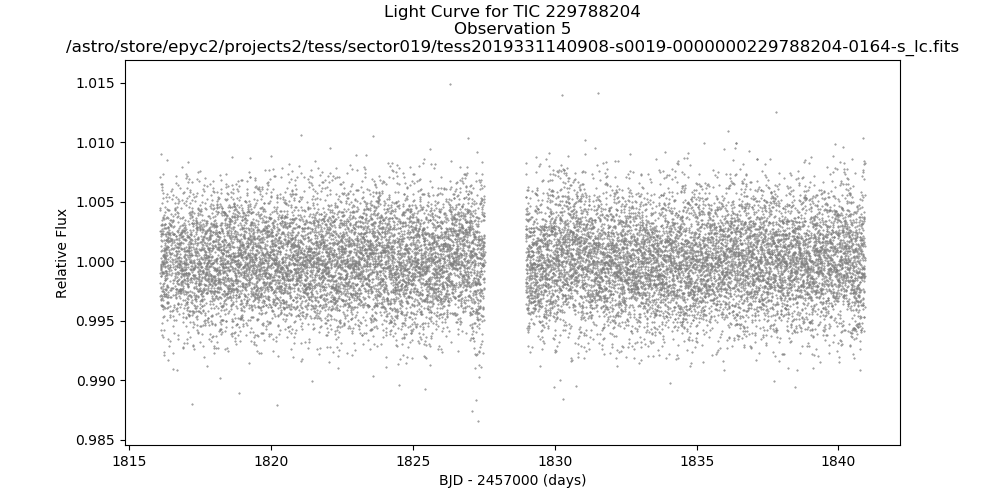 Light Curve for TIC 229788204
Observation 5
/astro/store/epyc2/projects2/tess/sector019/tess2019331140908-s0019-0000000229788204-0164-s_lc.fits
1.015
1.010
1.005
1.000
0.995
0.990
0.985
Relative Flux
1815
1820
1825
1830
1835
1840
BJD - 2457000 (days)